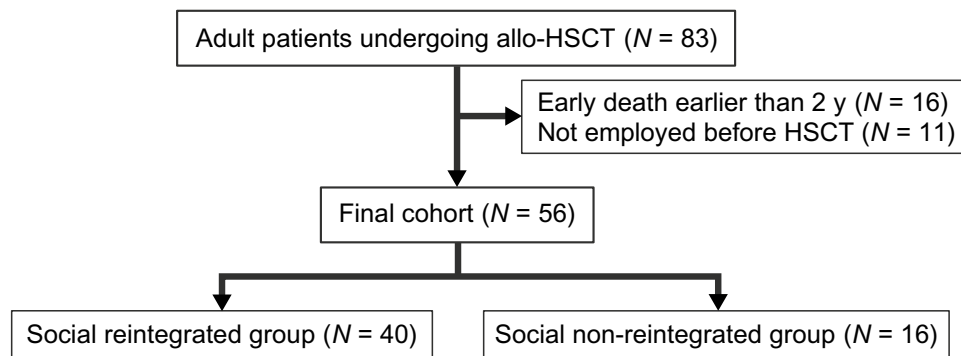 Adult patients undergoing allo-HSCT (N = 83)
Early death earlier than 2 y (N = 16)
Not employed before HSCT (N = 11)
Final cohort (N = 56)
Social reintegrated group (N = 40)
Social non-reintegrated group (N = 16)